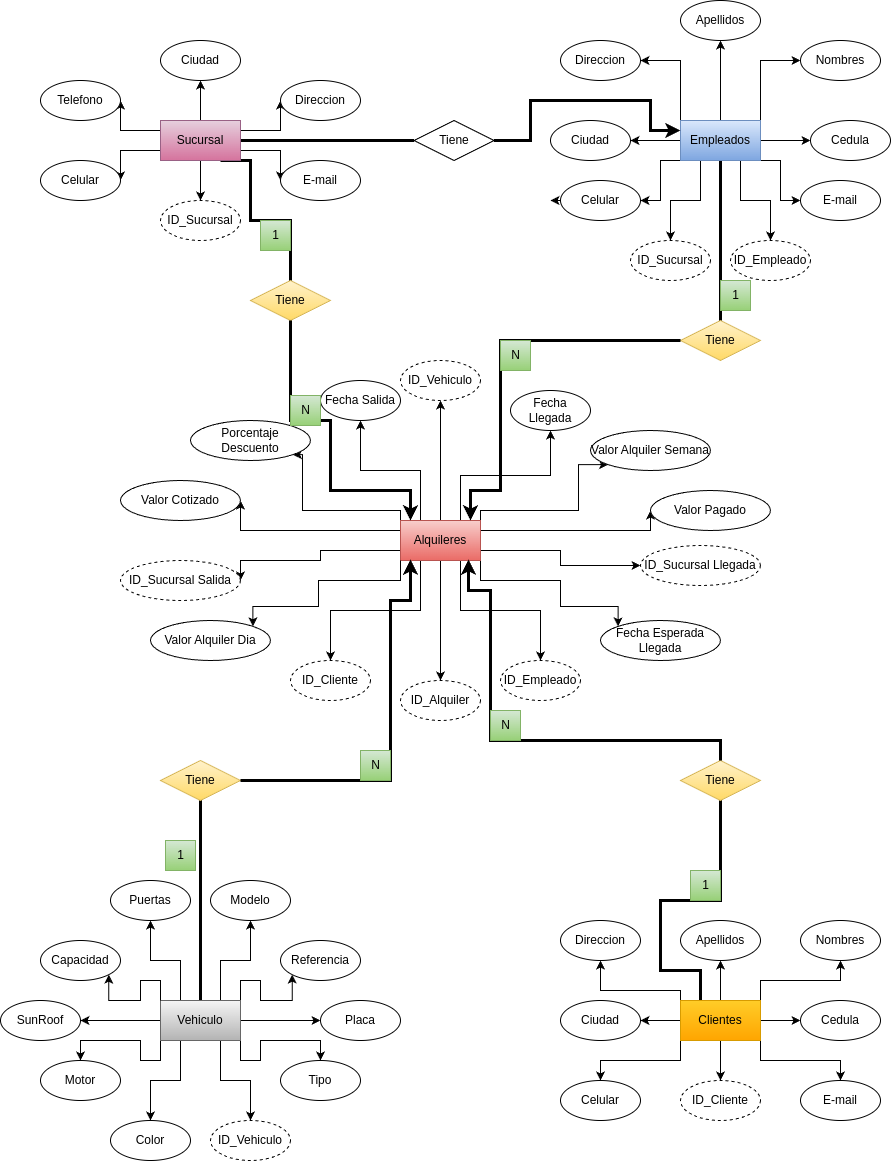 Apellidos
Ciudad
Direccion
Nombres
Telefono
Direccion
Sucursal
Tiene
Ciudad
Empleados
Cedula
Celular
E-mail
Celular
E-mail
ID_Sucursal
1
ID_Sucursal
ID_Empleado
Tiene
1
Tiene
N
ID_Vehiculo
Fecha Salida
N
Fecha
Llegada
Porcentaje
Descuento
Valor Alquiler Semana
Valor Cotizado
Valor Pagado
Alquileres
ID_Sucursal Salida
ID_Sucursal Llegada
Valor Alquiler Dia
Fecha Esperada
Llegada
ID_Cliente
ID_Empleado
ID_Alquiler
N
N
Tiene
Tiene
1
1
Puertas
Modelo
Direccion
Apellidos
Nombres
Capacidad
Referencia
SunRoof
Vehiculo
Placa
Ciudad
Clientes
Cedula
Motor
Tipo
Celular
ID_Cliente
E-mail
Color
ID_Vehiculo